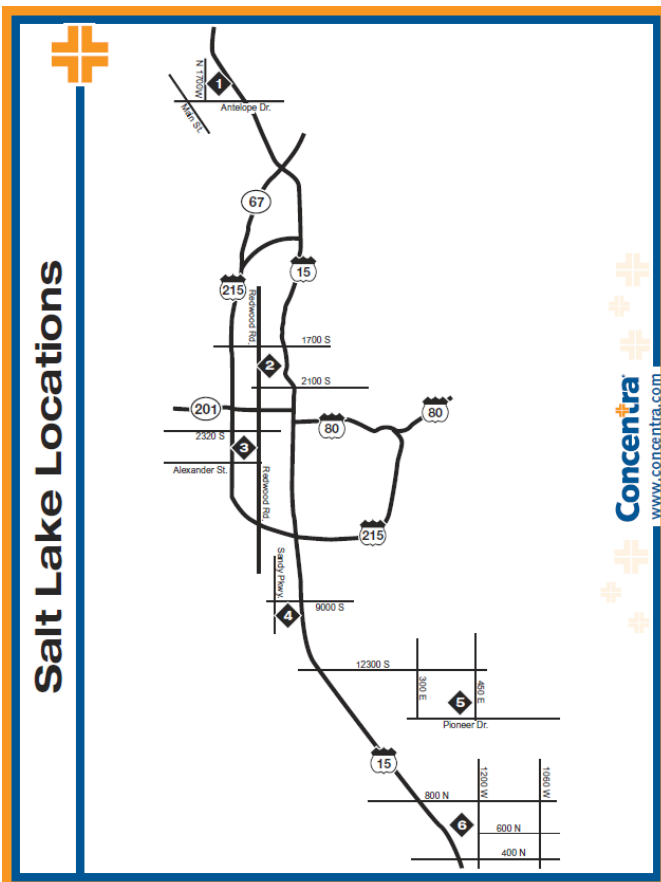 Salt Lake Locations
N 1700W
1
Antelope Dr.
Main St.
67
215
15
Redwood Rd.
1700 S
2
2100 S
201
80
80
2320 S
3
Alexander St.
Redwood Rd.
215
Sandy Pkwy.
9000 S
4
12300 S
300 E
450 E
5
Pioneer Dr.
15
1200 W
1060 W
800 N
6
600 N
400 N
Concentra
www.concentra.com